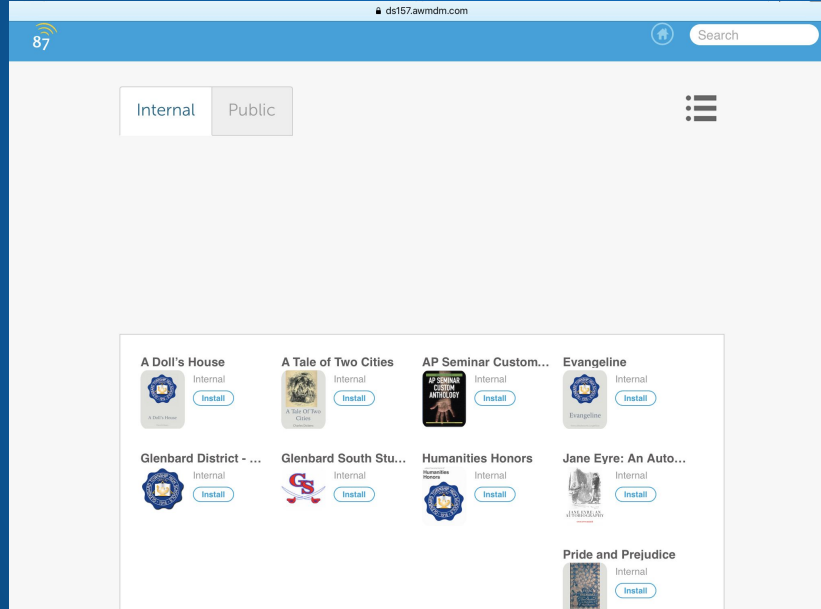 ds157.awmdm.com
87
Search
Internal Public
A Doll's House
Internal
Install
A Doll's House
A Tale of Two Cities
Internal
Install
A Tale Of Two
Cities
AP Seminar Custom...
Internal
Install
AP SEMINAR
CUSTOM
ANTHOLOGY
Evangeline
Internal
Install
Evangeline
Glenbard District - ...
Internal
Install
Glenbard South Stu...
Internal
Install
GS
Humanities Honors
Internal
Install
Humanities
Honors
Jane Eyre: An Auto...
Internal
Install
JANE EYRE: AN
AUTOBIOGRAPHY
Pride and Prejudice
Internal
Install